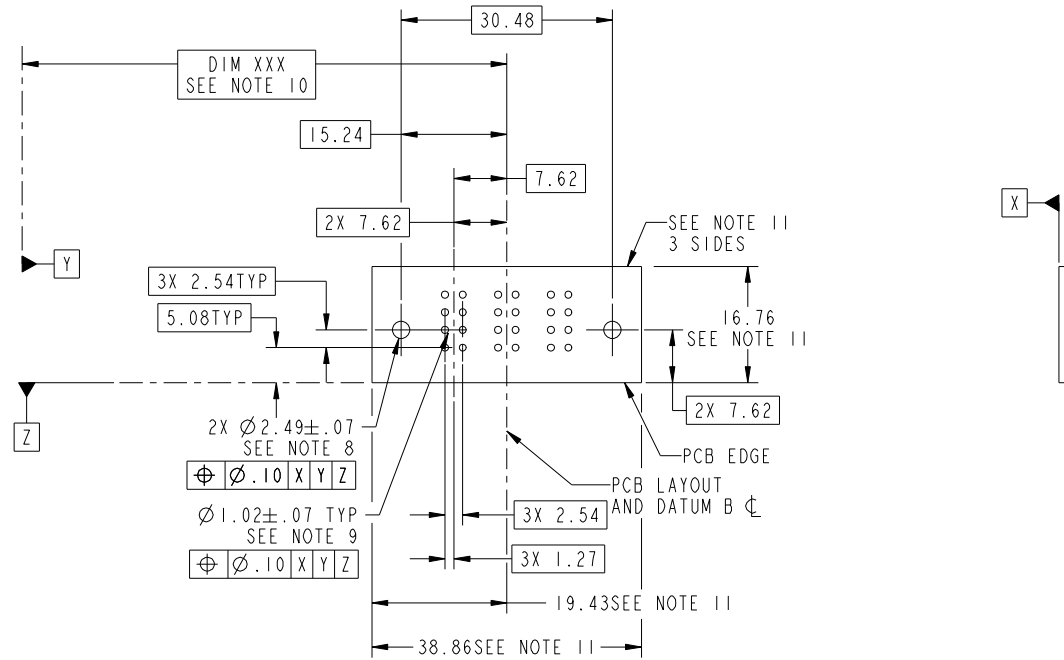 30.48
DIM XXX
SEE NOTE 10
15.24
7.62
2X 7.62
X
SEE NOTE 11
3 SIDES
Y
3X 2.54TYP
5.08TYP
16.76
SEE NOTE 11
2X 7.62
Z
2X Ø2.49±.07
SEE NOTE 8
⌖ Ø.10 X Y Z
PCB EDGE
PCB LAYOUT
AND DATUM B ℄
Ø1.02±.07 TYP
SEE NOTE 9
⌖ Ø.10 X Y Z
3X 2.54
3X 1.27
19.43SEE NOTE 11
38.86SEE NOTE 11